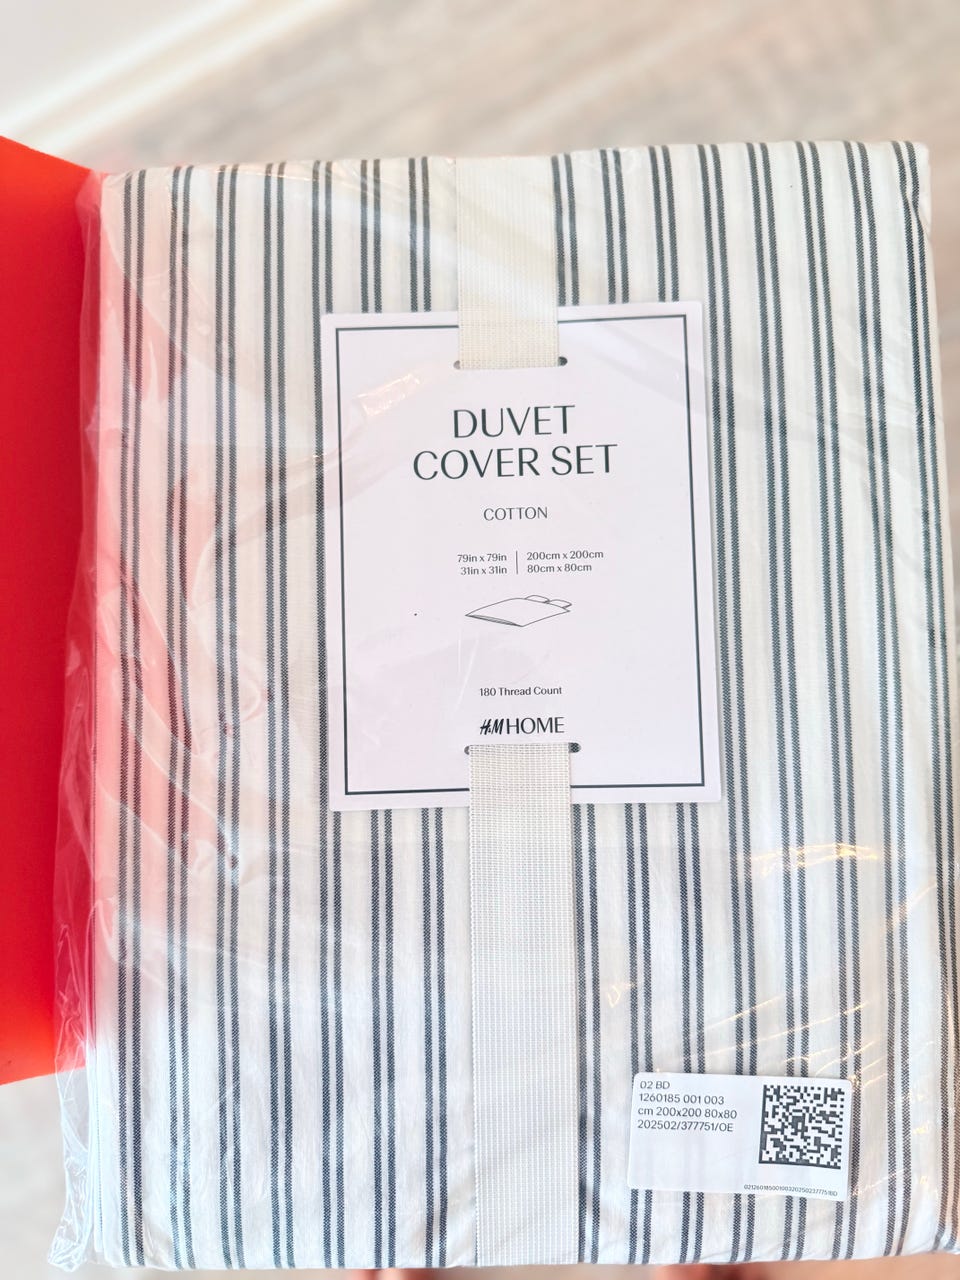 DUVET
COVER SET
COTTON
79in x 79in | 200cm x 200cm
31in x 31in | 80cm x 80cm
180 Thread Count
H&M HOME
02 BD
1260185 001 003
cm 200x200 80x80
202502/377751/OE